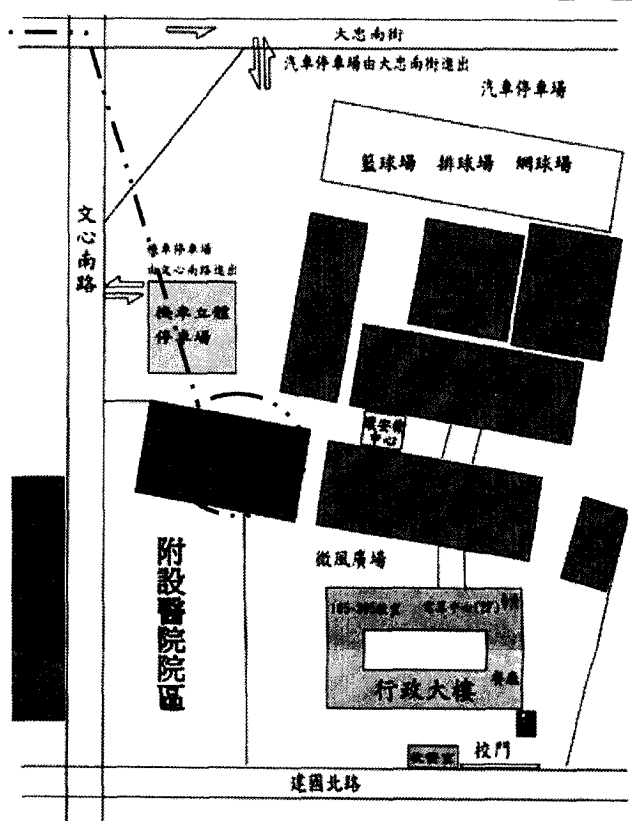 大忠南街
汽車停車場由大忠南街進出
汽車停車場
籃球場 排球場 網球場
文心南路
機車停車場
由文心南路進出
機車立體
停車場
中心
微風廣場
附設醫院院區
行政大樓
餐廳
校門
建國北路